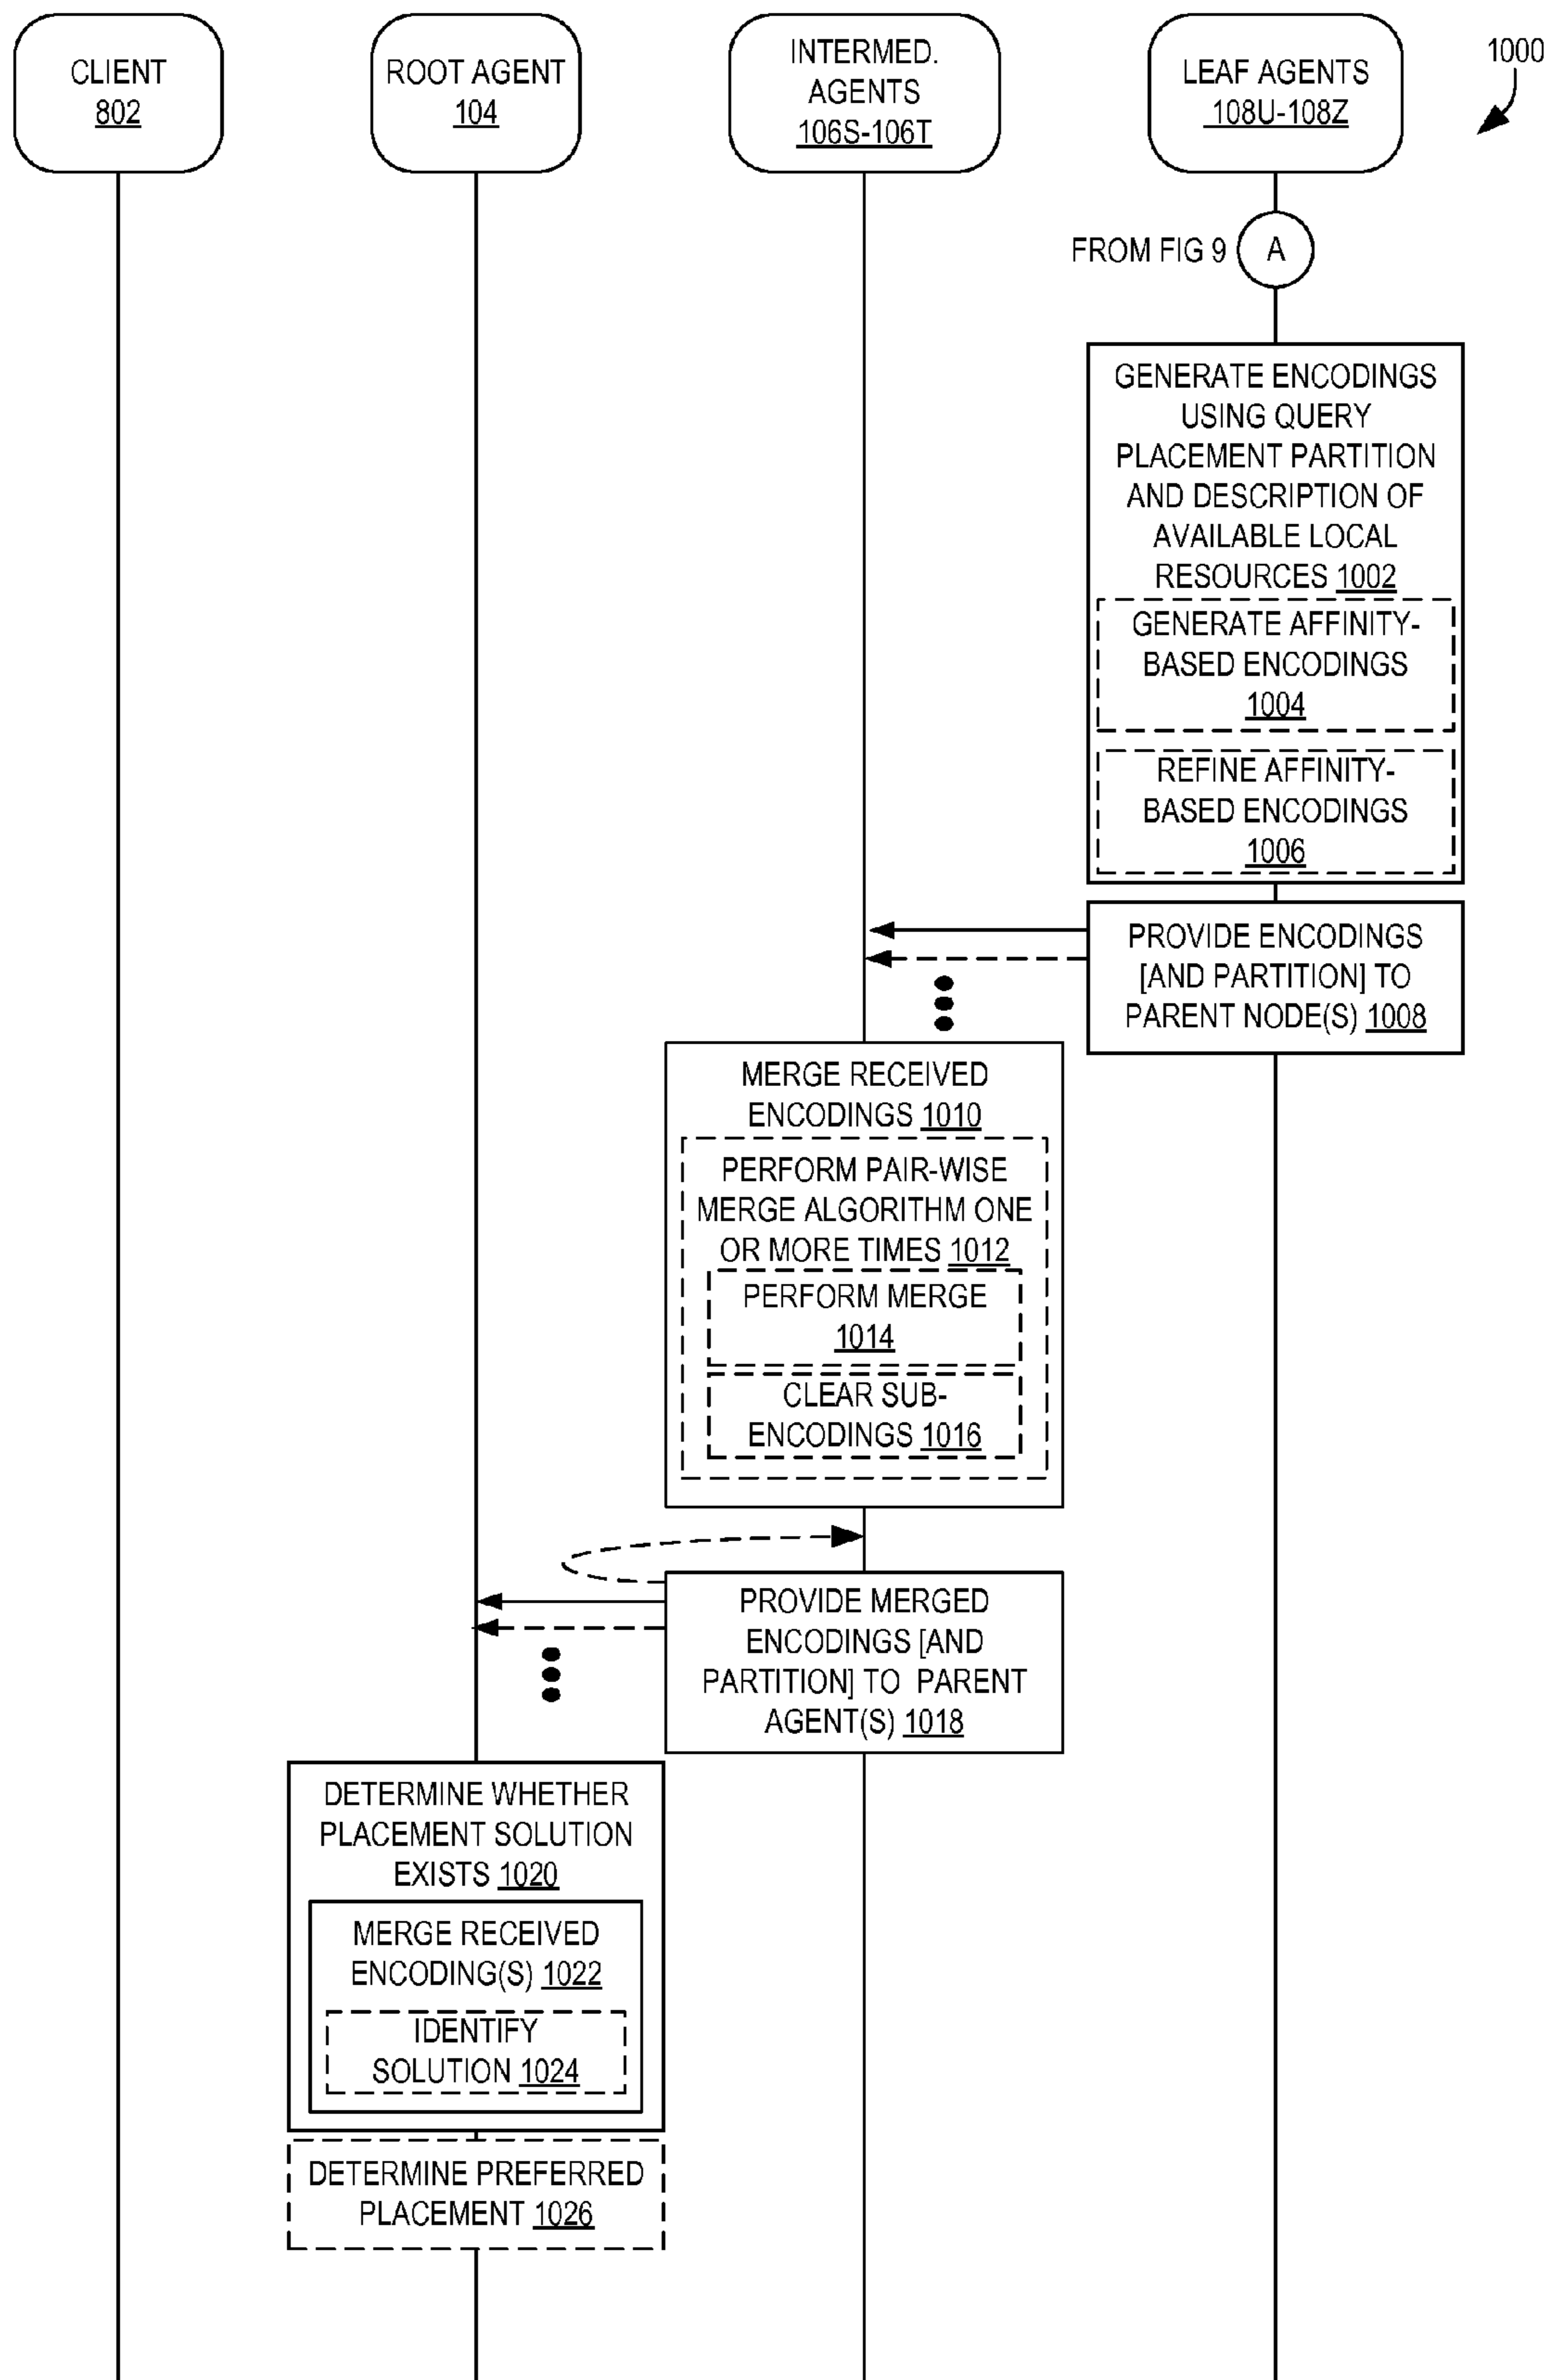 CLIENT
802
ROOT AGENT
104
INTERMED.
AGENTS
106S-106T
LEAF AGENTS
108U-108Z
1000
FROM FIG 9
A
GENERATE ENCODINGS
USING QUERY
PLACEMENT PARTITION
AND DESCRIPTION OF
AVAILABLE LOCAL
RESOURCES 1002
GENERATE AFFINITY-
BASED ENCODINGS
1004
REFINE AFFINITY-
BASED ENCODINGS
1006
PROVIDE ENCODINGS
[AND PARTITION] TO
PARENT NODE(S) 1008
MERGE RECEIVED
ENCODINGS 1010
PERFORM PAIR-WISE
MERGE ALGORITHM ONE
OR MORE TIMES 1012
PERFORM MERGE
1014
CLEAR SUB-
ENCODINGS 1016
PROVIDE MERGED
ENCODINGS [AND
PARTITION] TO PARENT
AGENT(S) 1018
DETERMINE WHETHER
PLACEMENT SOLUTION
EXISTS 1020
MERGE RECEIVED
ENCODING(S) 1022
IDENTIFY
SOLUTION 1024
DETERMINE PREFERRED
PLACEMENT 1026